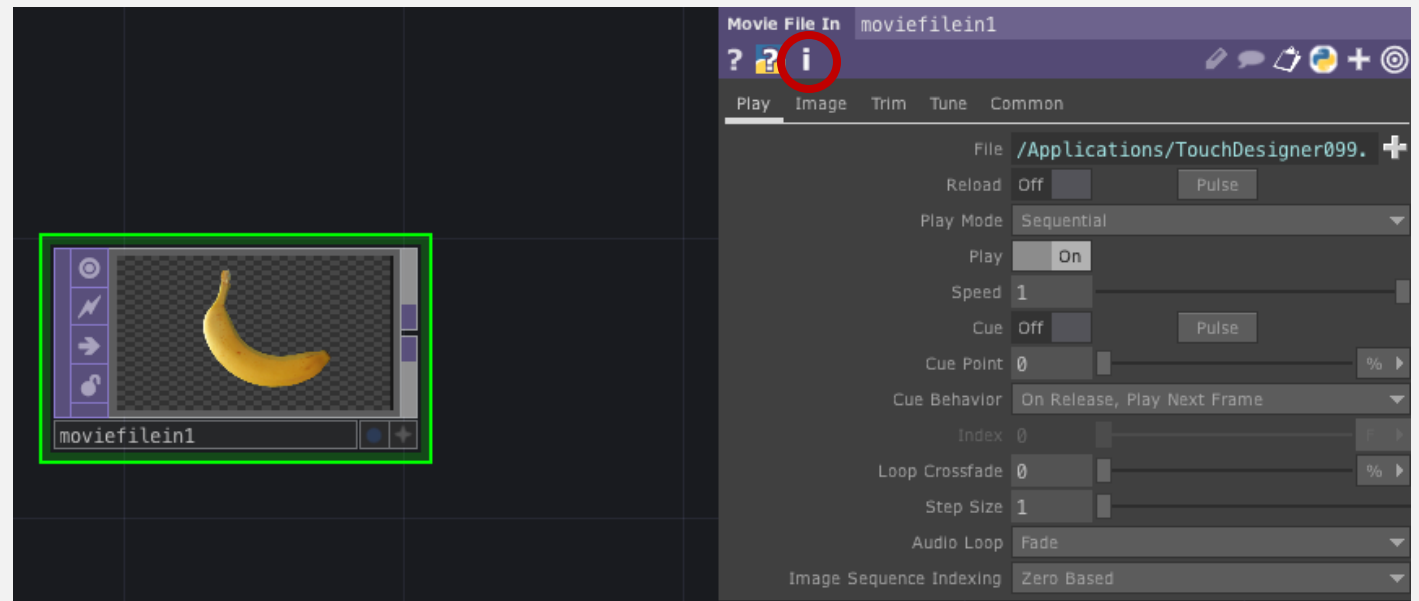 Movie File In moviefilein1
? ? i
Play Image Trim Tune Common
File /Applications/TouchDesigner099.
Reload Off Pulse
Play Mode Sequential
Play On
Speed 1
Cue Off Pulse
Cue Point 0 %
Cue Behavior On Release, Play Next Frame
Index 0 F
Loop Crossfade 0 %
Step Size 1
Audio Loop Fade
Image Sequence Indexing Zero Based
moviefilein1